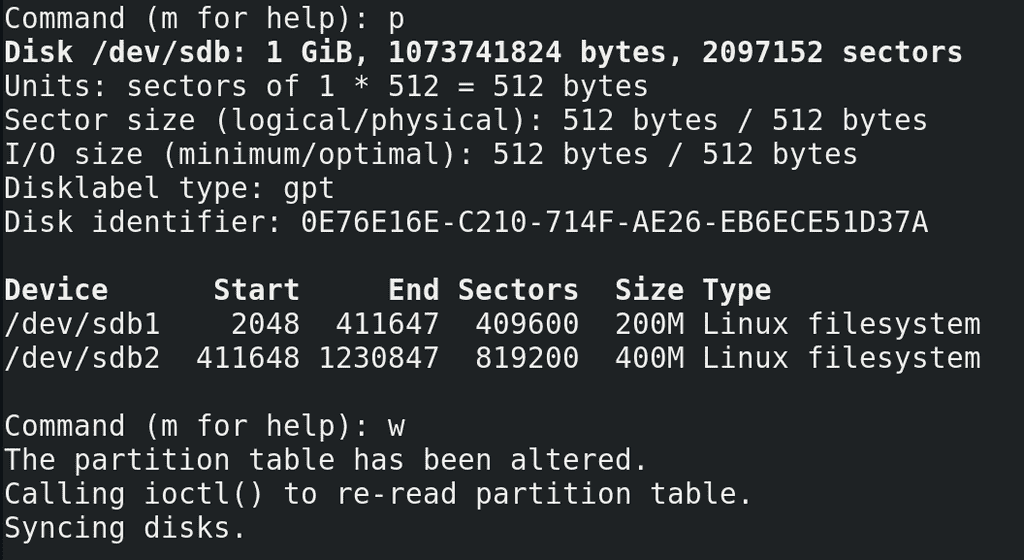 Command (m for help): p
Disk /dev/sdb: 1 GiB, 1073741824 bytes, 2097152 sectors
Units: sectors of 1 * 512 = 512 bytes
Sector size (logical/physical): 512 bytes / 512 bytes
I/O size (minimum/optimal): 512 bytes / 512 bytes
Disklabel type: gpt
Disk identifier: 0E76E16E-C210-714F-AE26-EB6ECE51D37A

Device      Start     End Sectors  Size Type
/dev/sdb1    2048  411647  409600  200M Linux filesystem
/dev/sdb2  411648 1230847  819200  400M Linux filesystem

Command (m for help): w
The partition table has been altered.
Calling ioctl() to re-read partition table.
Syncing disks.